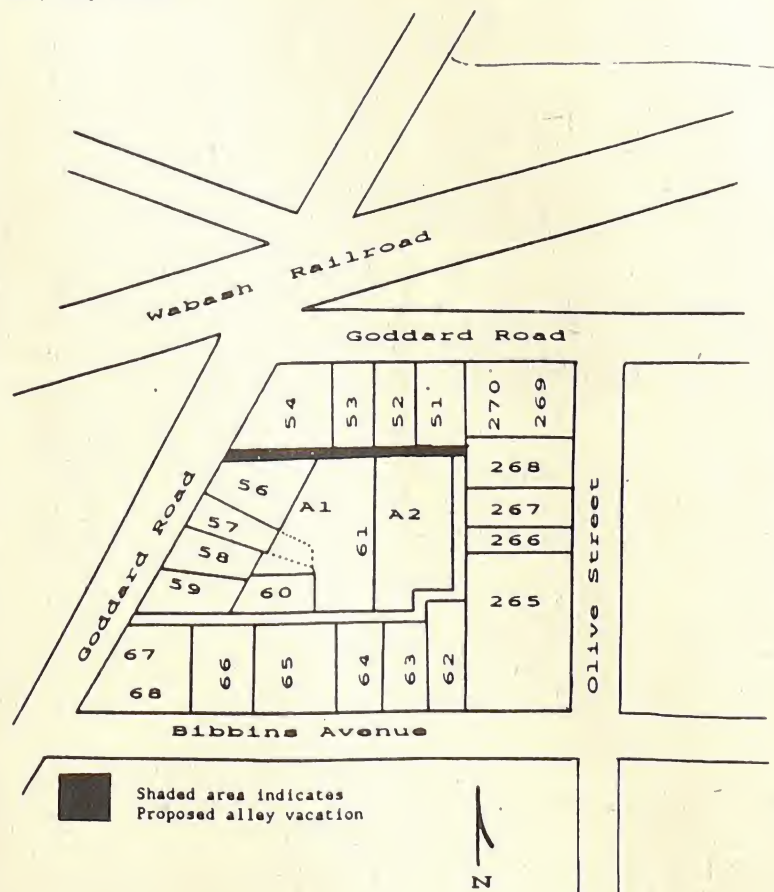 Wabash Railroad
Goddard Road
54
53
52
51
270
269
268
56
A1
61
A2
267
57
266
58
59
60
265
Goddard Road
Olive Street
67
68
66
65
64
63
62
Bibbins Avenue
Shaded area indicates
Proposed alley vacation
N